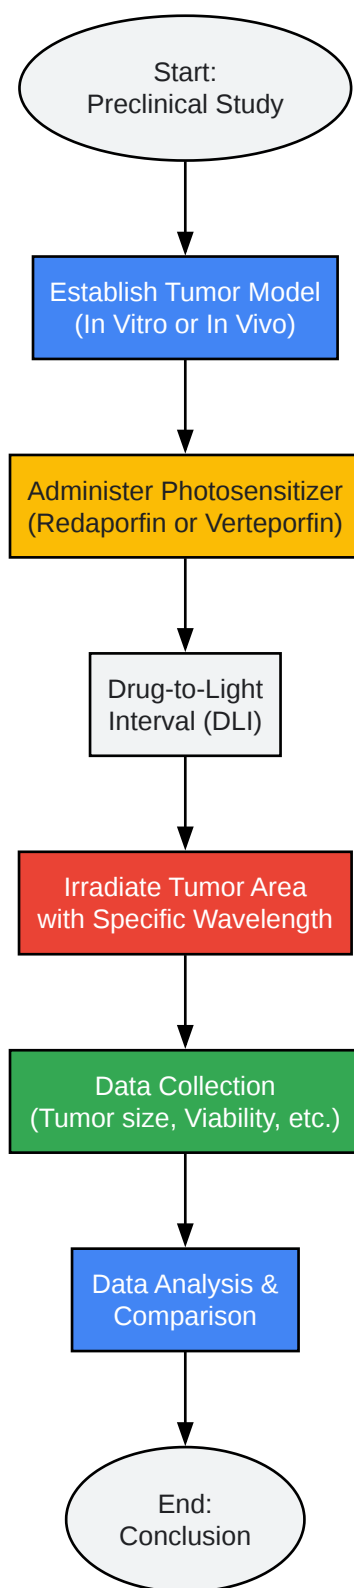 Start:
Preclinical Study
Establish Tumor Model
(In Vitro or In Vivo)
Administer Photosensitizer
(Redaporfin or Verteporfin)
Drug-to-Light
Interval (DLI)
Irradiate Tumor Area
with Specific Wavelength
Data Collection
(Tumor size, Viability, etc.)
Data Analysis &
Comparison
End:
Conclusion